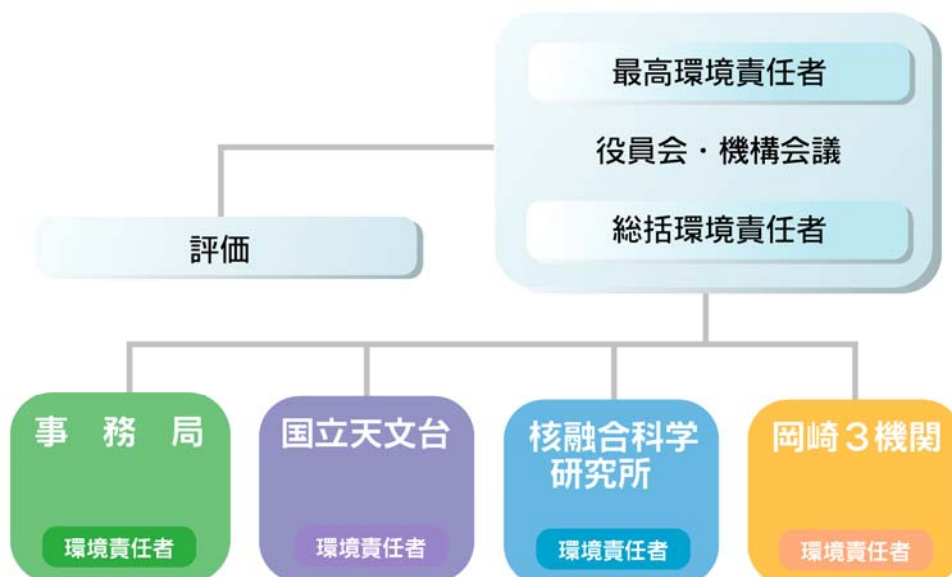 最高環境責任者
役員会・機構会議
総括環境責任者
評価
事　務　局
環境責任者
国立天文台
環境責任者
核融合科学
研究所
環境責任者
岡崎３機関
環境責任者